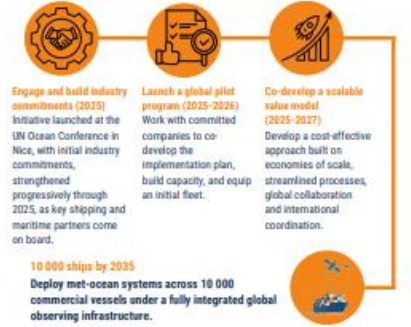 Engage and build industry
commitments (2025)
Initiative launched at the
UN Ocean Conference in
Nice, with initial industry
commitments,
strengthened
progressively through
2025, as key shipping and
maritime partners come
on board.
Launch a global pilot
program (2025-2026)
Work with committed
companies to co-
develop the
implementation plan,
build capacity, and equip
an initial fleet.
Co-develop a scalable
value model
(2025-2027)
Develop a cost-effective
approach built on
economies of scale,
streamlined processes,
global collaboration
and international
coordination.
10 000 ships by 2035
Deploy met-ocean systems across 10 000
commercial vessels under a fully integrated global
observing infrastructure.